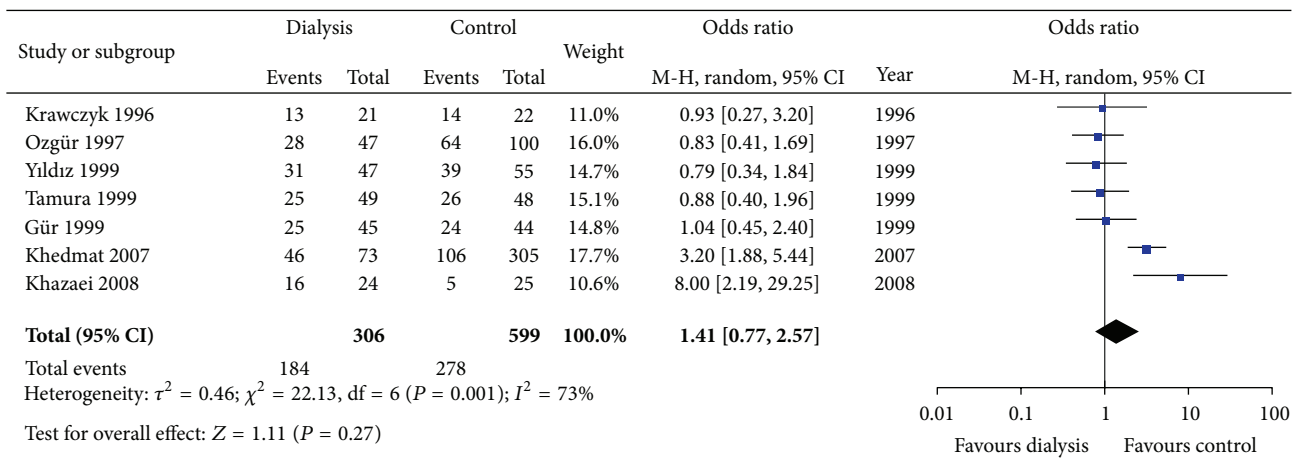 Study or subgroup Dialysis Control Weight Odds ratio Odds ratio
Events Total Events Total M-H, random, 95% CI Year M-H, random, 95% CI
Krawczyk 1996 13 21 14 22 11.0% 0.93 [0.27, 3.20] 1996
Ozgür 1997 28 47 64 100 16.0% 0.83 [0.41, 1.69] 1997
Yıldız 1999 31 47 39 55 14.7% 0.79 [0.34, 1.84] 1999
Tamura 1999 25 49 26 48 15.1% 0.88 [0.40, 1.96] 1999
Gür 1999 25 45 24 44 14.8% 1.04 [0.45, 2.40] 1999
Khedmat 2007 46 73 106 305 17.7% 3.20 [1.88, 5.44] 2007
Khazaei 2008 16 24 5 25 10.6% 8.00 [2.19, 29.25] 2008
Total (95% CI) 306 599 100.0% 1.41 [0.77, 2.57]
Total events 184 278
Heterogeneity: τ² = 0.46; χ² = 22.13, df = 6 (P = 0.001); I² = 73%
Test for overall effect: Z = 1.11 (P = 0.27)
0.01 0.1 1 10 100
Favours dialysis Favours control